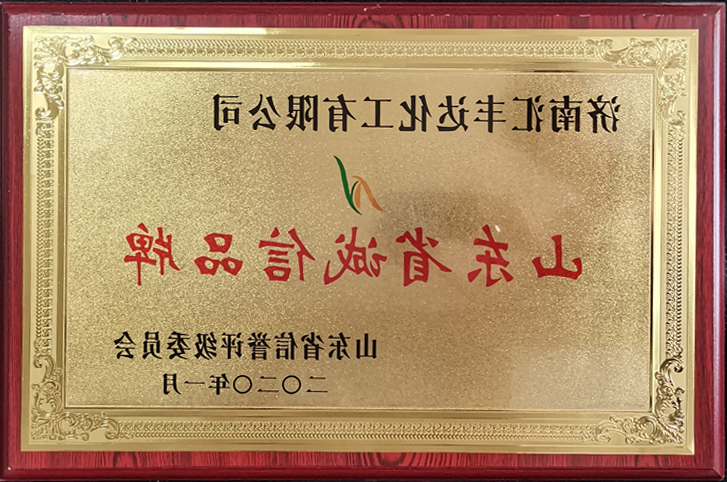 济南汇丰达化工有限公司
山东省诚信品牌
山东省信誉评级委员会
二〇二〇年一月